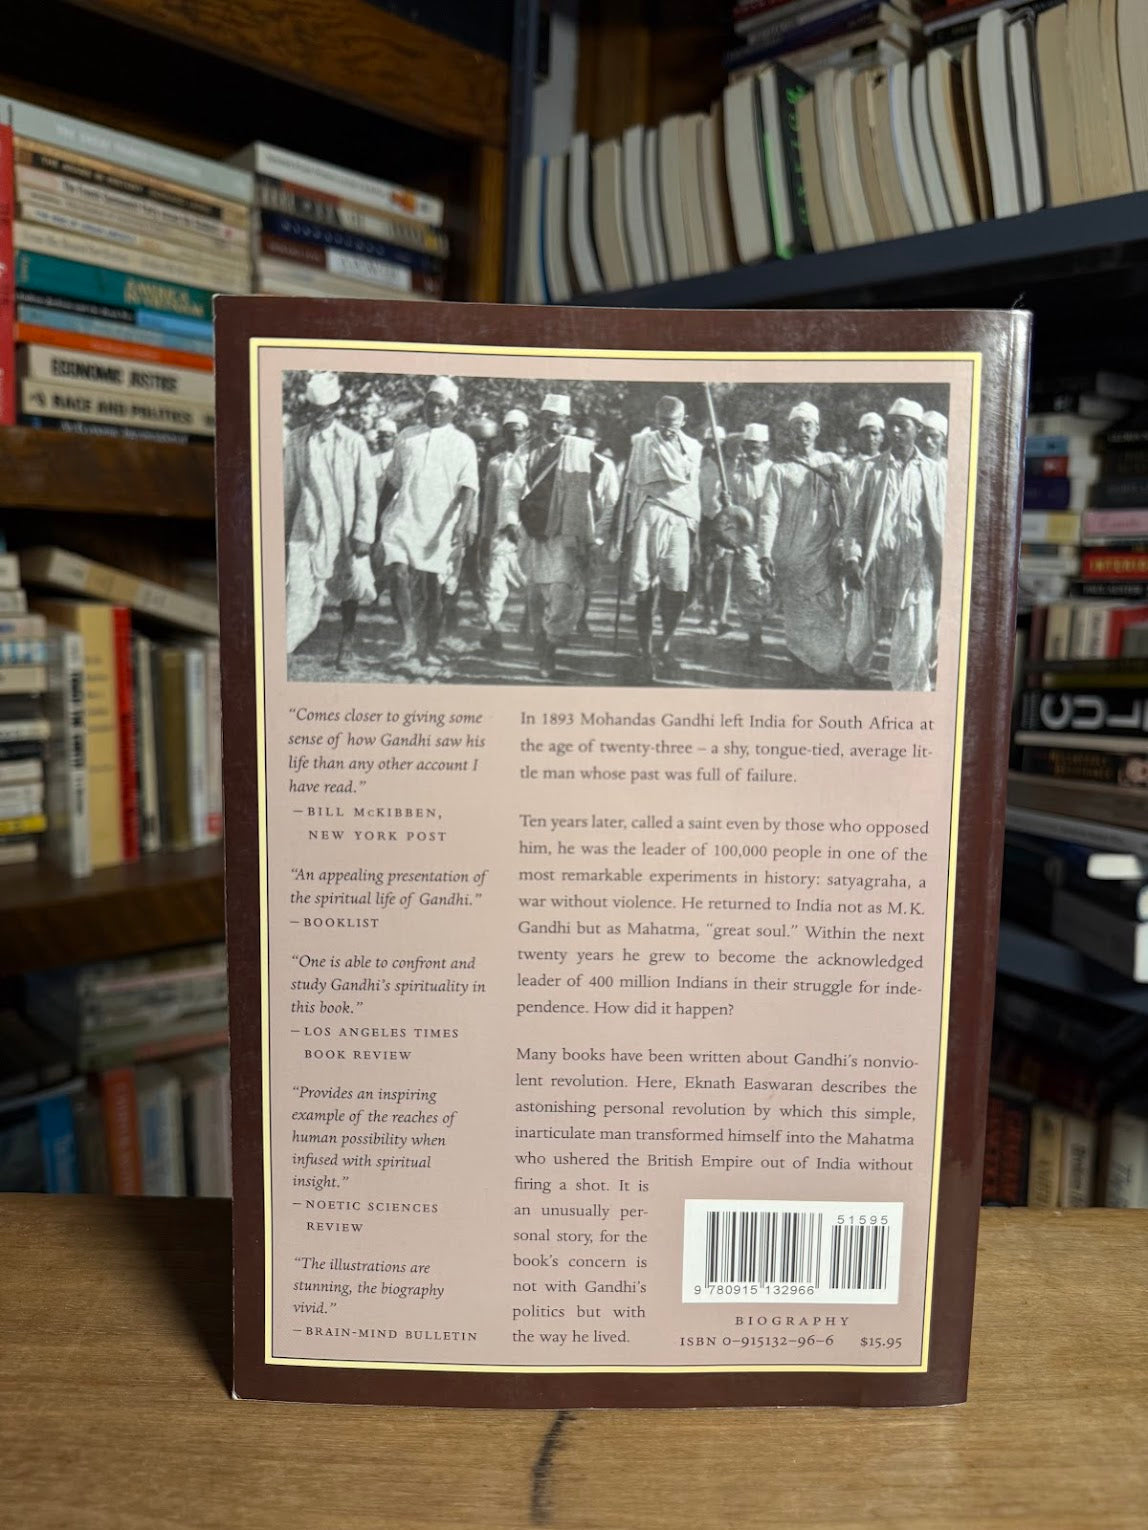 ECONOMIC JUSTICE
RACE AND POLITICS
"Comes closer to giving some
sense of how Gandhi saw his
life than any other account I
have read."
– BILL McKIBBEN,
NEW YORK POST
"An appealing presentation of
the spiritual life of Gandhi."
– BOOKLIST
"One is able to confront and
study Gandhi's spirituality in
this book."
– LOS ANGELES TIMES
BOOK REVIEW
"Provides an inspiring
example of the reaches of
human possibility when
infused with spiritual
insight."
– NOETIC SCIENCES
REVIEW
"The illustrations are
stunning, the biography
vivid."
– BRAIN-MIND BULLETIN
In 1893 Mohandas Gandhi left India for South Africa at
the age of twenty-three – a shy, tongue-tied, average lit-
tle man whose past was full of failure.
Ten years later, called a saint even by those who opposed
him, he was the leader of 100,000 people in one of the
most remarkable experiments in history: satyagraha, a
war without violence. He returned to India not as M.K.
Gandhi but as Mahatma, "great soul." Within the next
twenty years he grew to become the acknowledged
leader of 400 million Indians in their struggle for inde-
pendence. How did it happen?
Many books have been written about Gandhi's nonvio-
lent revolution. Here, Eknath Easwaran describes the
astonishing personal revolution by which this simple,
inarticulate man transformed himself into the Mahatma
who ushered the British Empire out of India without
firing a shot. It is
an unusually per-
sonal story, for the
book's concern is
not with Gandhi's
politics but with
the way he lived.
51595
9 780915 132966
BIOGRAPHY
ISBN 0-915132-96-6 $15.95